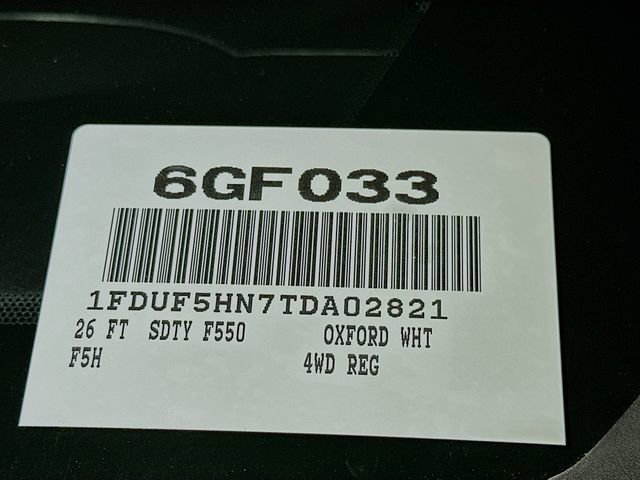 6GF033
1FDUF5HN7TDA02821
26 FT SDTY F550 OXFORD WHT
F5H 4WD REG